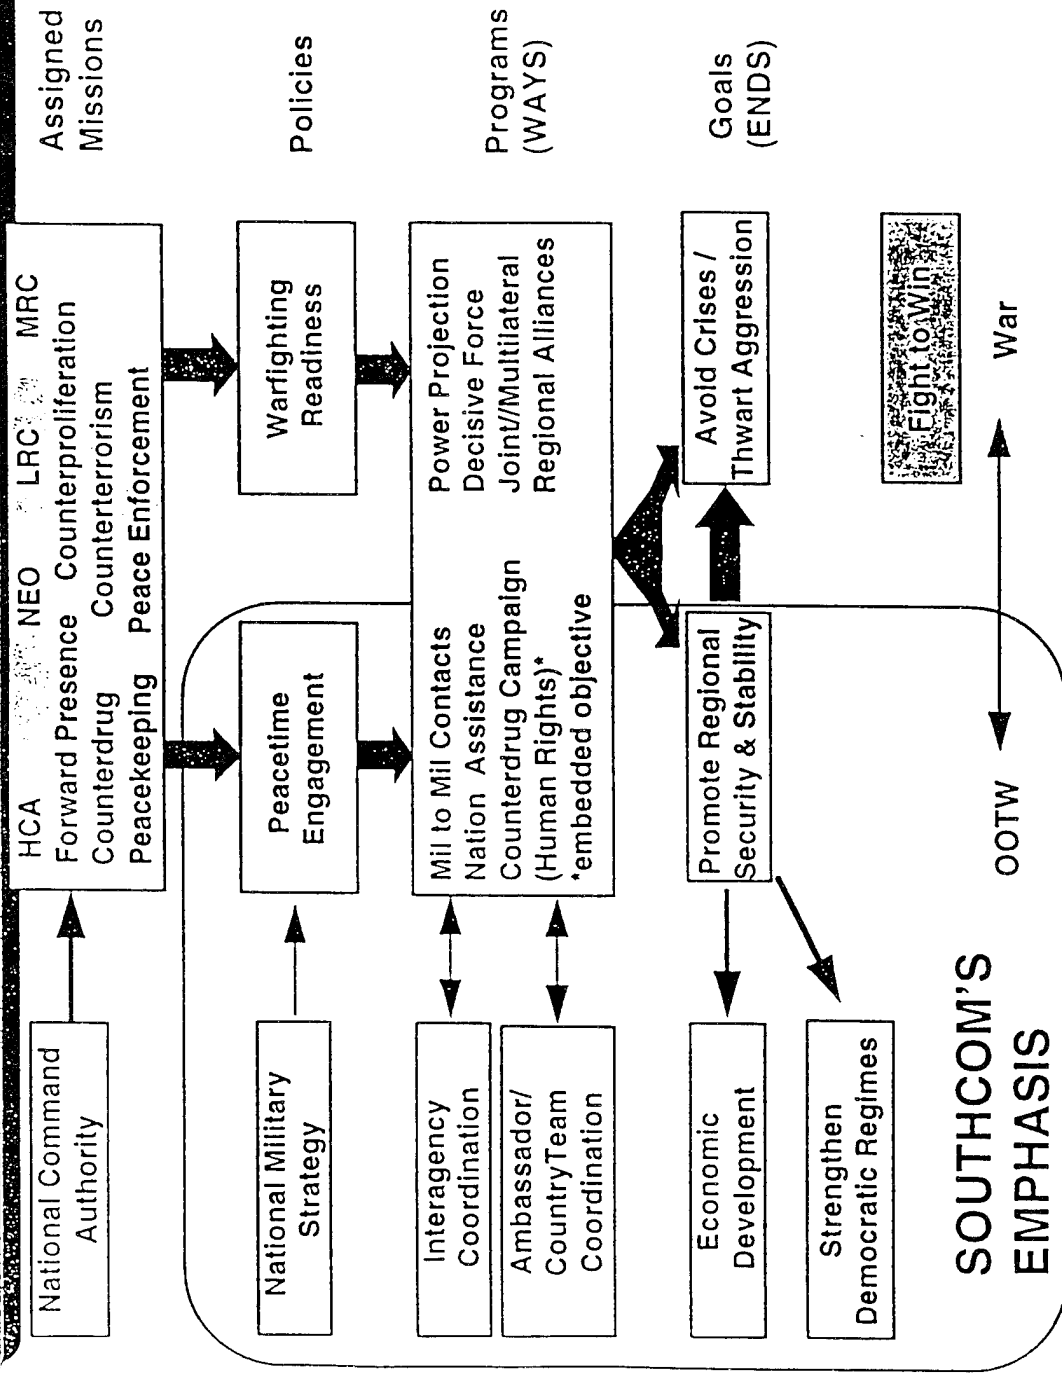 National Command
Authority
HCA NEO LRC MRC
Forward Presence Counterproliferation
Counterdrug Counterterrorism
Peacekeeping Peace Enforcement
Assigned
Missions
National Military
Strategy
Peacetime
Engagement
Warfighting
Readiness
Policies
Interagency
Coordination
Ambassador/
CountryTeam
Coordination
Mil to Mil Contacts
Nation Assistance
Counterdrug Campaign
(Human Rights)*
*embedded objective
Power Projection
Decisive Force
Joint/Multilateral
Regional Alliances
Programs
(WAYS)
Economic
Development
Promote Regional
Security & Stability
Avoid Crises /
Thwart Aggression
Goals
(ENDS)
Strengthen
Democratic Regimes
Fight to Win
SOUTHCOM'S
EMPHASIS
OOTW
War